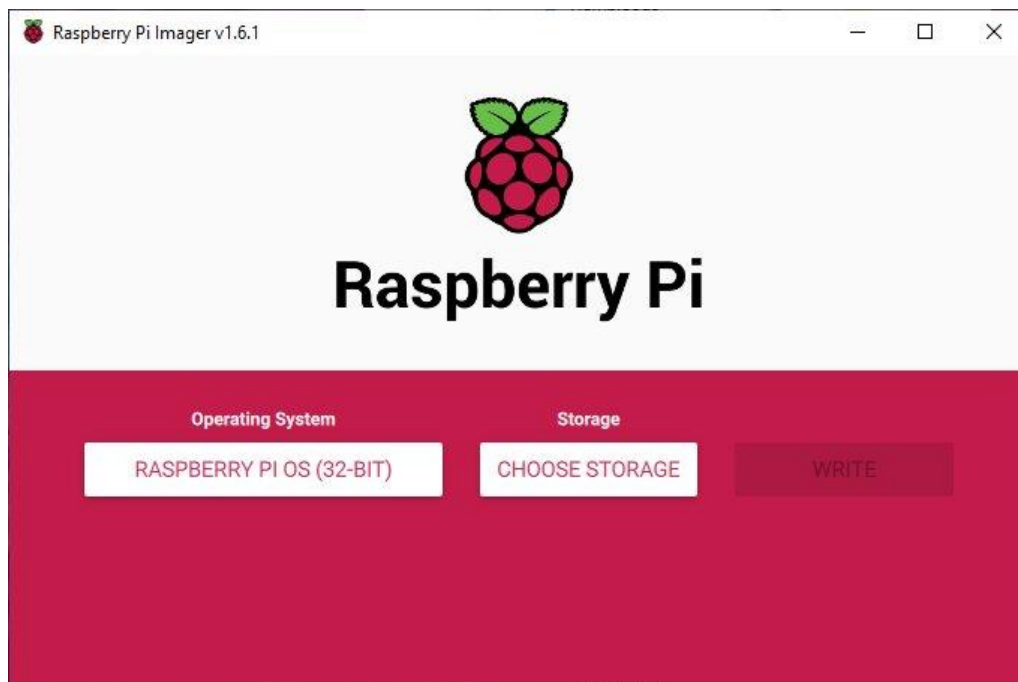 Raspberry Pi Imager v1.6.1
Raspberry Pi
Operating System
Storage
RASPBERRY PI OS (32-BIT)
CHOOSE STORAGE
WRITE